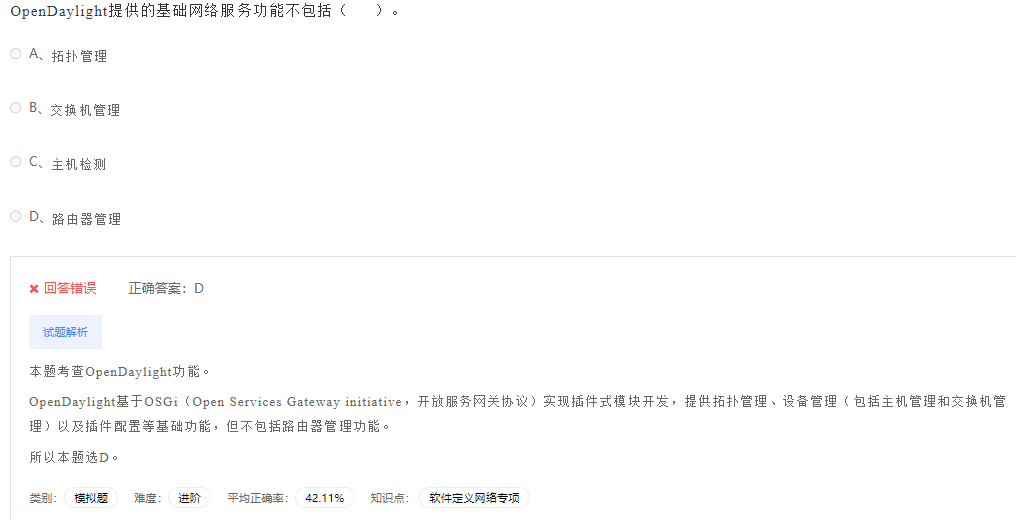 OpenDaylight提供的基础网络服务功能不包括（　　）。
A、拓扑管理
B、交换机管理
C、主机检测
D、路由器管理
回答错误　正确答案：D
试题解析
本题考查OpenDaylight功能。
OpenDaylight基于OSGi（Open Services Gateway initiative，开放服务网关协议）实现插件式模块开发，提供拓扑管理、设备管理（包括主机管理和交换机管
理）以及插件配置等基础功能，但不包括路由器管理功能。
所以本题选D。
类别：模拟题　难度：进阶　平均正确率：42.11%　知识点：软件定义网络专项